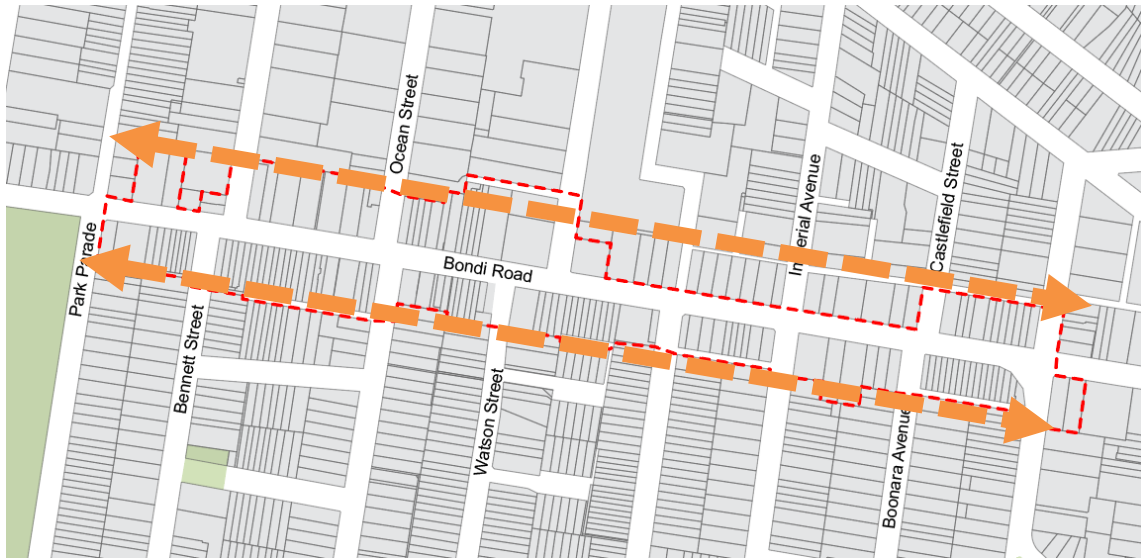 Ocean Street
Imperial Avenue
Castlefield Street
Bondi Road
Park Parade
Bennett Street
Watson Street
Boonara Avenue